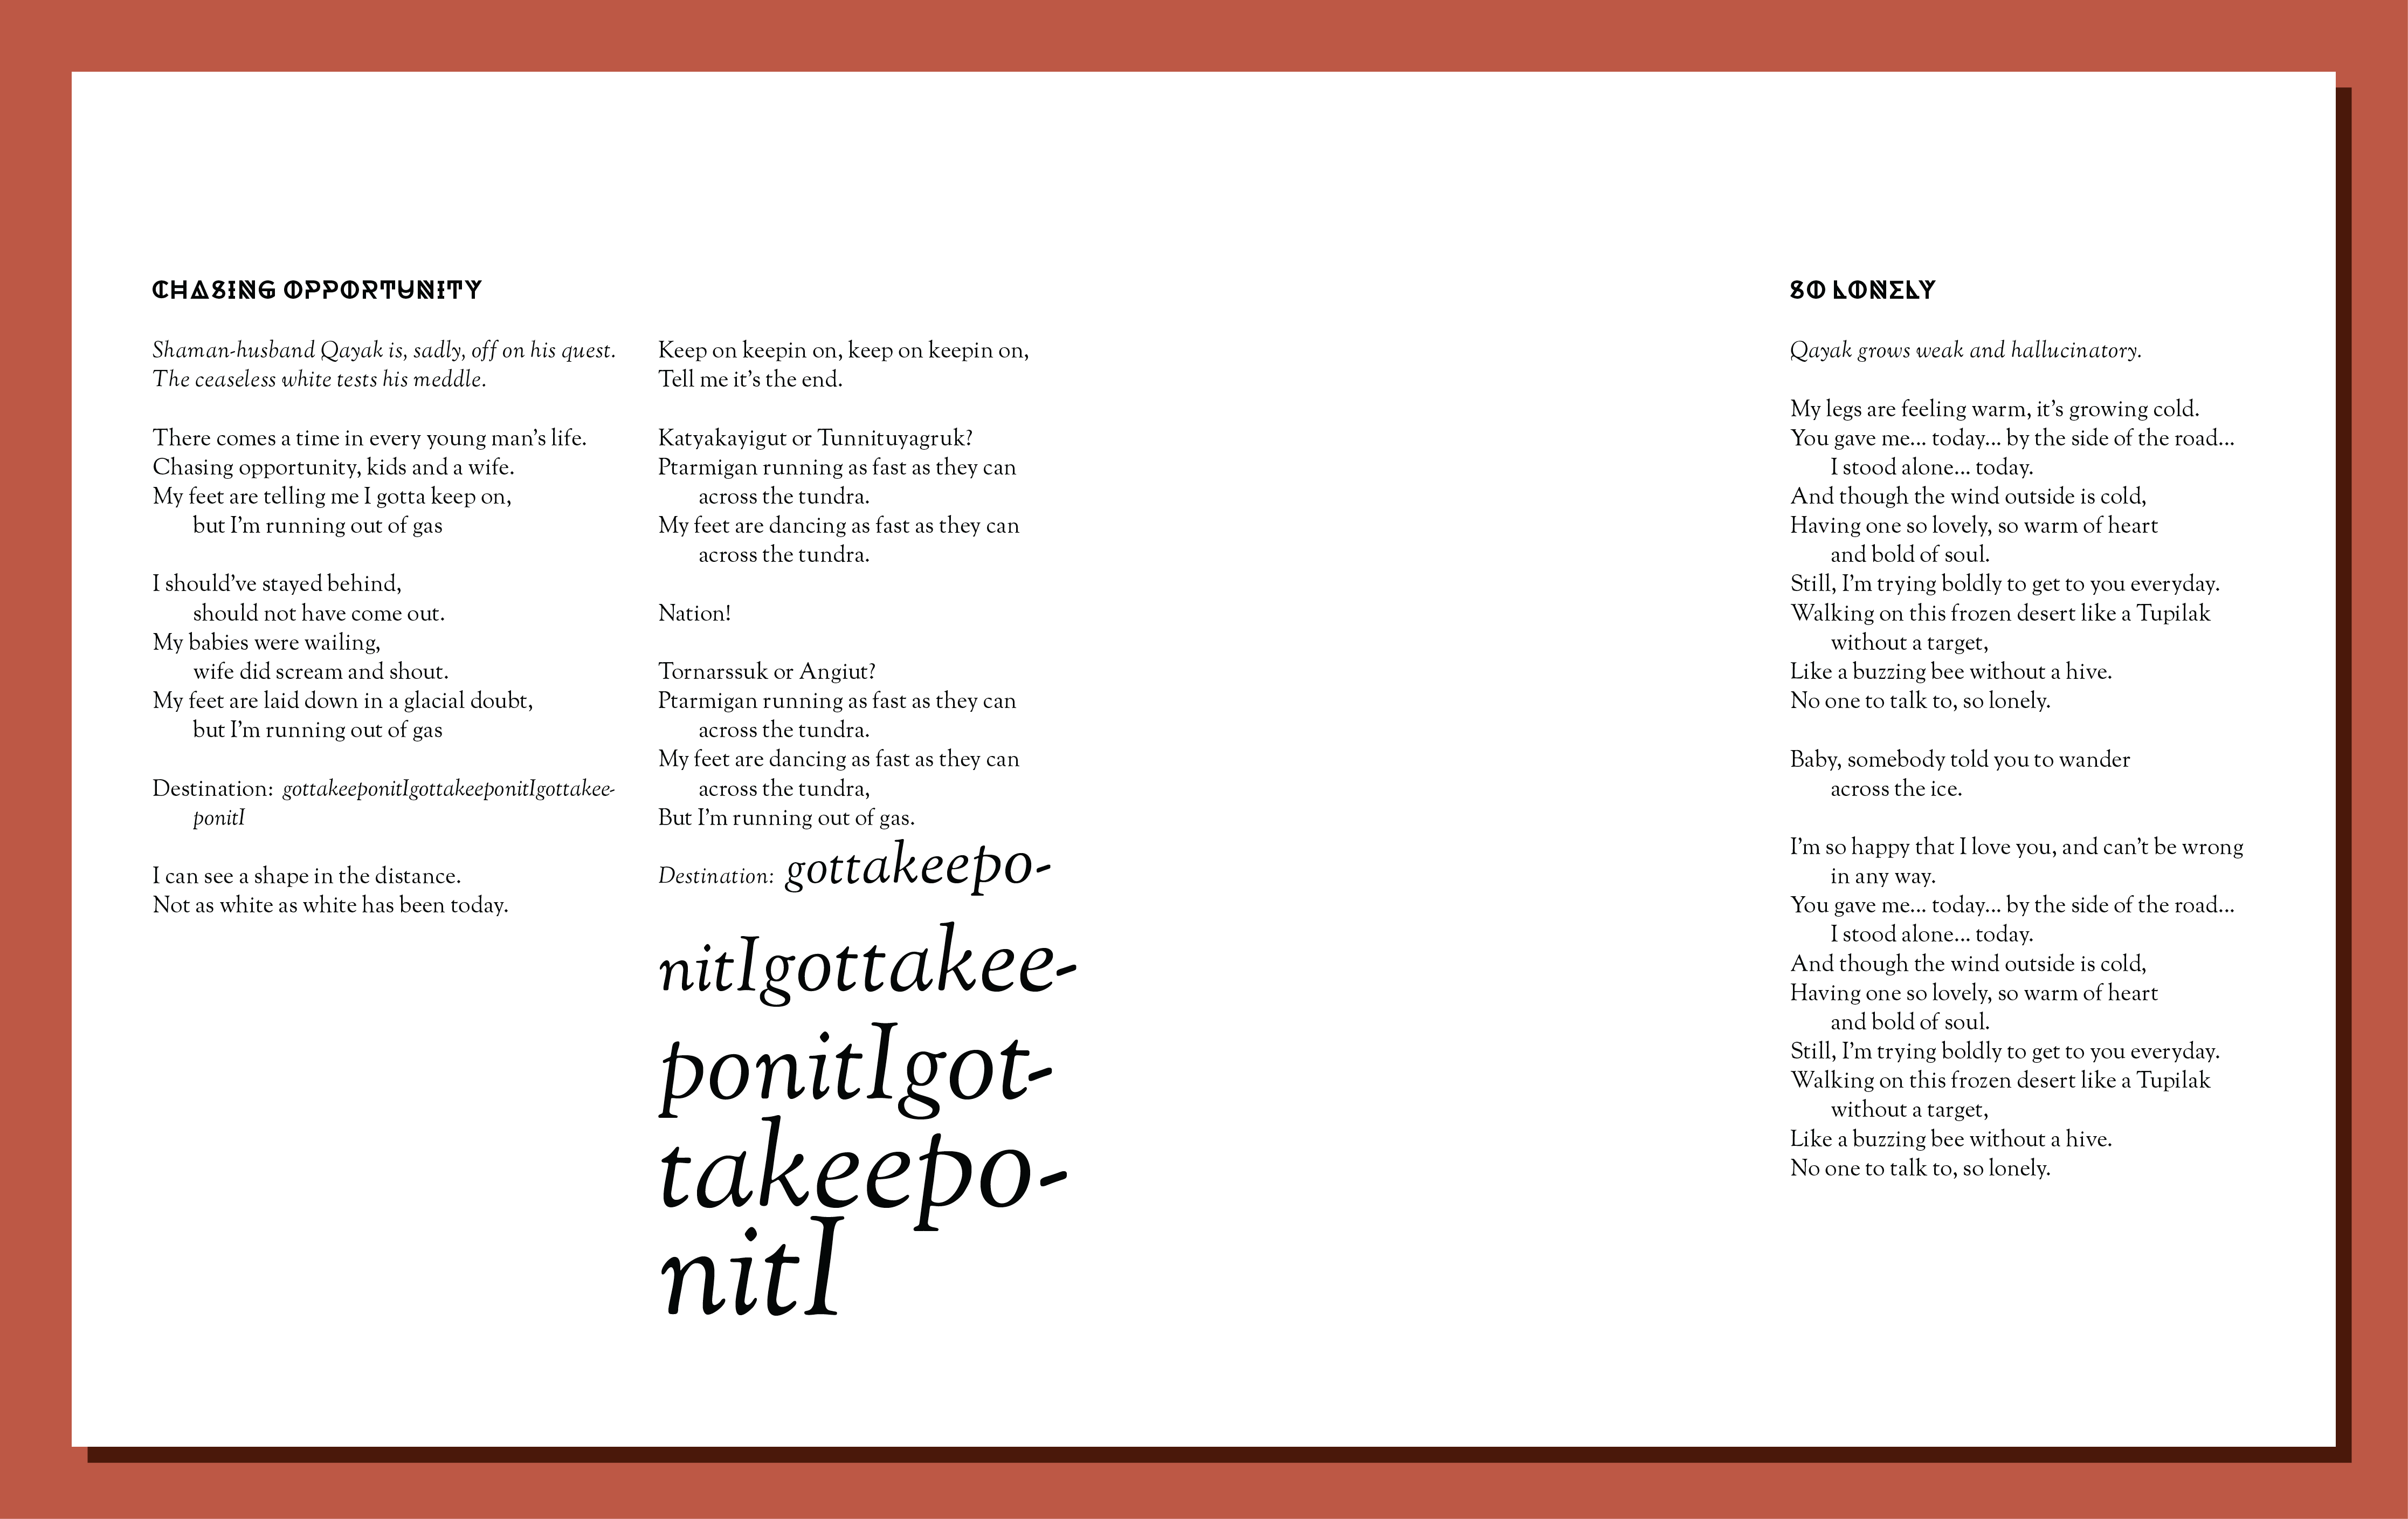 CHASING OPPORTUNITY
Shaman-husband Qayak is, sadly, off on his quest.
The ceaseless white tests his meddle.
There comes a time in every young man’s life.
Chasing opportunity, kids and a wife.
My feet are telling me I gotta keep on,
but I’m running out of gas
I should’ve stayed behind,
should not have come out.
My babies were wailing,
wife did scream and shout.
My feet are laid down in a glacial doubt,
but I’m running out of gas
Destination: gottakeeponitIgottakeeponitIgottakee-
ponitI
I can see a shape in the distance.
Not as white as white has been today.
Keep on keepin on, keep on keepin on,
Tell me it’s the end.
Katyakayigut or Tunnituyagruk?
Ptarmigan running as fast as they can
across the tundra.
My feet are dancing as fast as they can
across the tundra.
Nation!
Tornarssuk or Angiut?
Ptarmigan running as fast as they can
across the tundra.
My feet are dancing as fast as they can
across the tundra,
But I’m running out of gas.
Destination: gottakeepo-
nitIgottakee-
ponitIgot-
takeepo-
nitI
SO LONELY
Qayak grows weak and hallucinatory.
My legs are feeling warm, it’s growing cold.
You gave me... today... by the side of the road...
I stood alone... today.
And though the wind outside is cold,
Having one so lovely, so warm of heart
and bold of soul.
Still, I’m trying boldly to get to you everyday.
Walking on this frozen desert like a Tupilak
without a target,
Like a buzzing bee without a hive.
No one to talk to, so lonely.
Baby, somebody told you to wander
across the ice.
I’m so happy that I love you, and can’t be wrong
in any way.
You gave me... today... by the side of the road...
I stood alone... today.
And though the wind outside is cold,
Having one so lovely, so warm of heart
and bold of soul.
Still, I’m trying boldly to get to you everyday.
Walking on this frozen desert like a Tupilak
without a target,
Like a buzzing bee without a hive.
No one to talk to, so lonely.